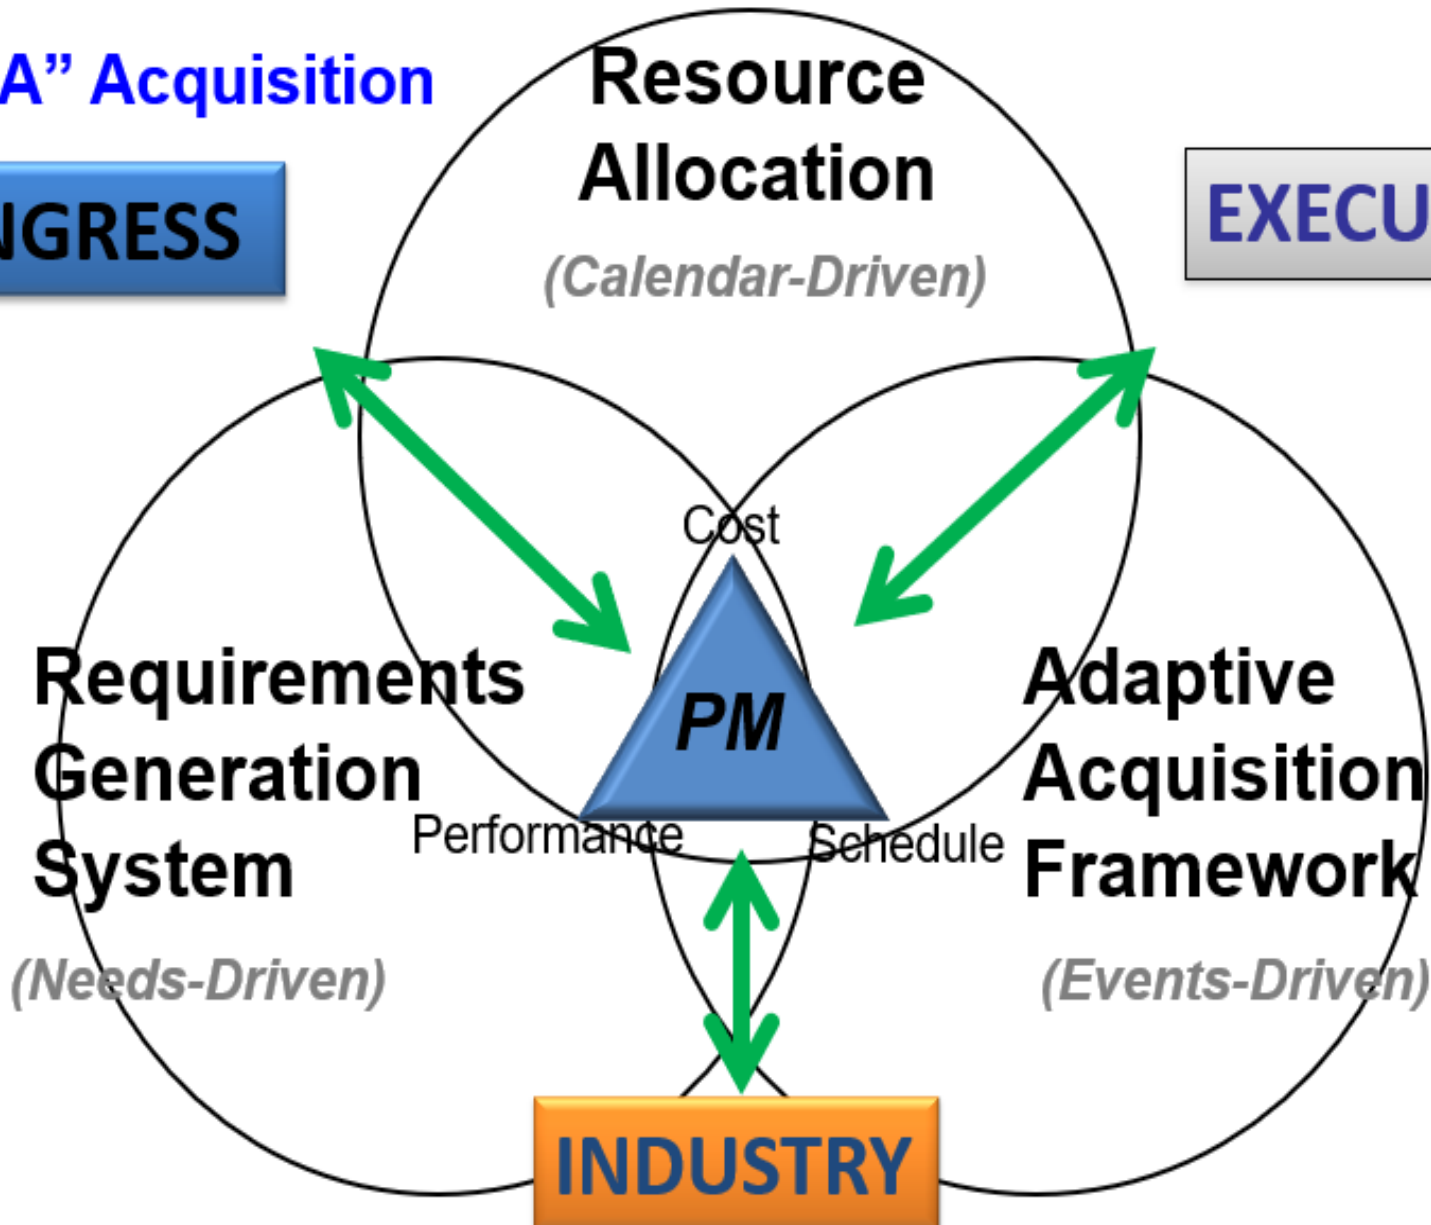 A” Acquisition
Resource
Allocation
(Calendar-Driven)
NGRESS
EXECU
Cost
PM
Performance
Schedule
Requirements
Generation
System
(Needs-Driven)
Adaptive
Acquisition
Framework
(Events-Driven)
INDUSTRY